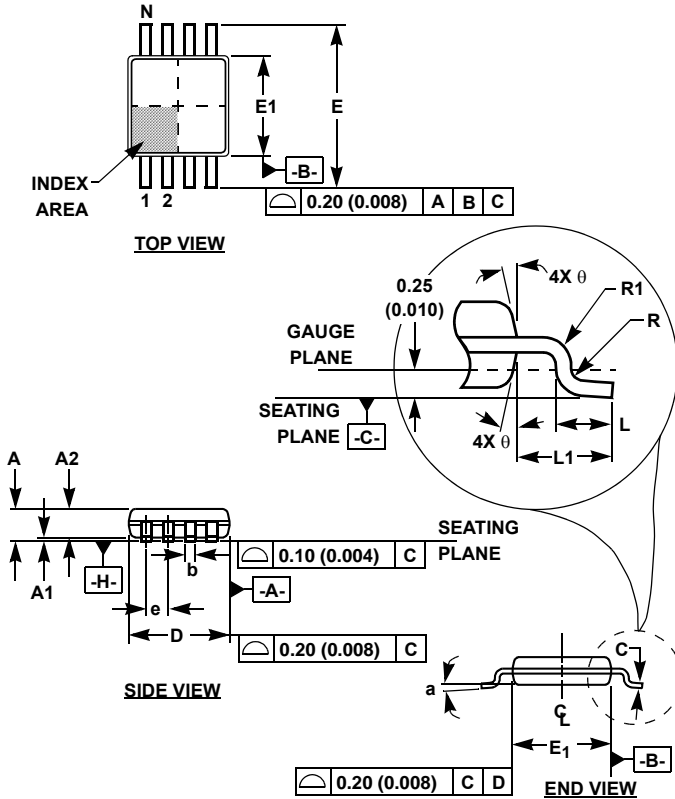 N
E1
E
-B-
INDEX
AREA
1 2
0.20 (0.008) A B C
TOP VIEW
0.25
(0.010)
4X θ
R1
R
GAUGE
PLANE
SEATING
PLANE
-C-
4X θ
L
L1
A A2
SEATING
PLANE
A1
-H-
b
0.10 (0.004) C
-A-
e
D
0.20 (0.008) C
SIDE VIEW
C
a
CL
E1
-B-
0.20 (0.008) C D
END VIEW